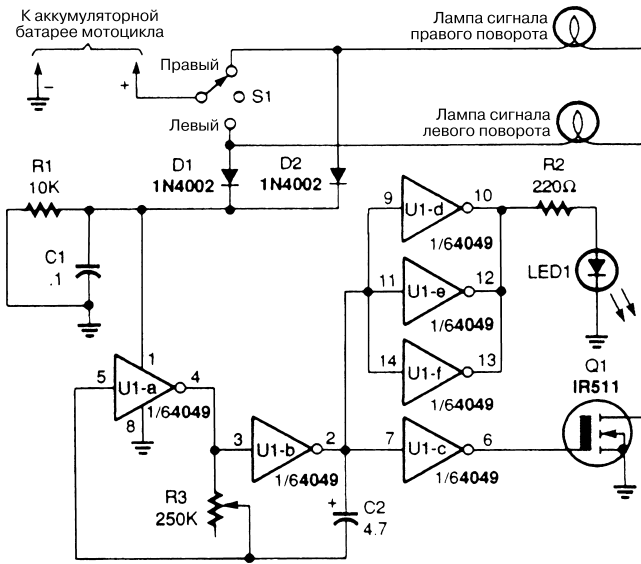 К аккумуляторной
батарее мотоцикла
Лампа сигнала
правого поворота
Правый
+
−
S1
Левый
Лампа сигнала
левого поворота
R1
10K
D1
1N4002
D2
1N4002
C1
.1
9
U1-d
10
1/64049
R2
220Ω
LED1
11
U1-e
12
1/64049
14
U1-f
13
1/64049
Q1
IR511
5
1
U1-a
4
8
1/64049
3
U1-b
2
1/64049
7
U1-c
6
1/64049
R3
250K
+
C2
4.7